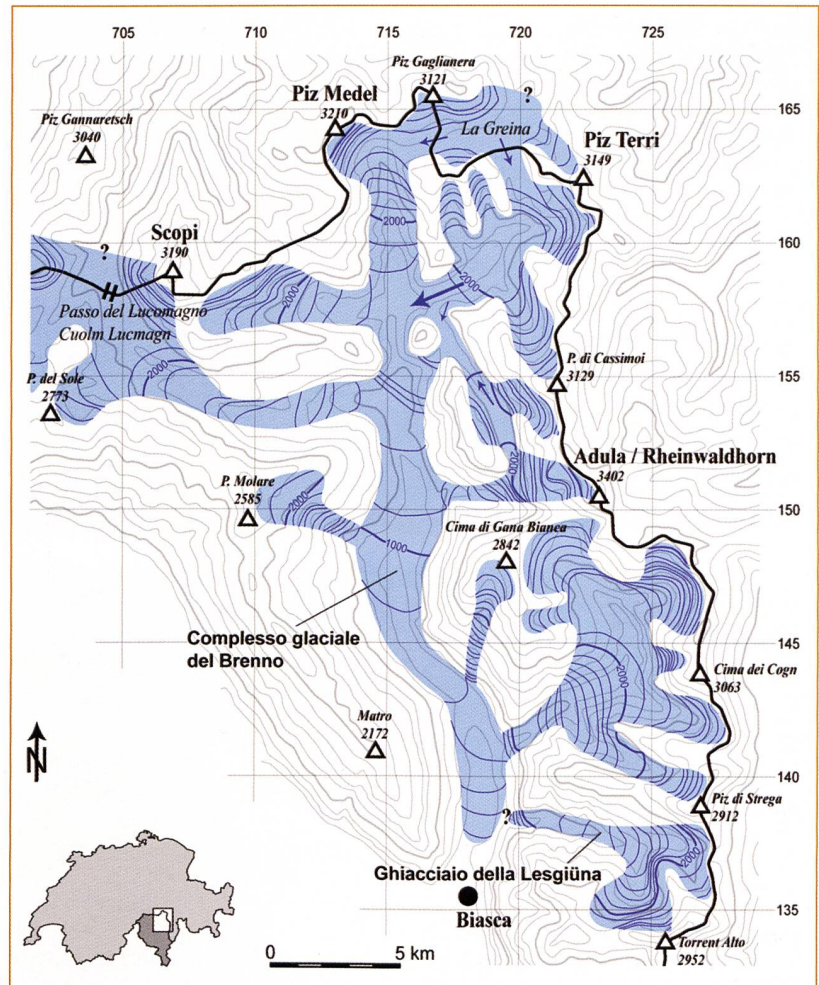 705
710
715
720
725
Piz Gaglianera
3121
Piz Medel
3210
?
165
Piz Gannaretsch
3040
La Greina
Piz Terri
3149
2000
160
Scopi
3190
?
2000
2000
Passo del Lucomagno
Cuolm Lucmagn
P. di Cassimoi
3129
155
P. del Sole
2773
2000
Adula / Rheinwaldhorn
3402
2000
P. Molare
2585
2000
150
Cima di Gana Bianca
2842
1000
Complesso glaciale
del Brenno
145
2000
Cima dei Cogn
3063
Matro
2172
N
140
Piz di Strega
2912
?
Ghiacciaio della Lesgiüna
2000
Biasca
135
Torrent Alto
2952
0
5 km